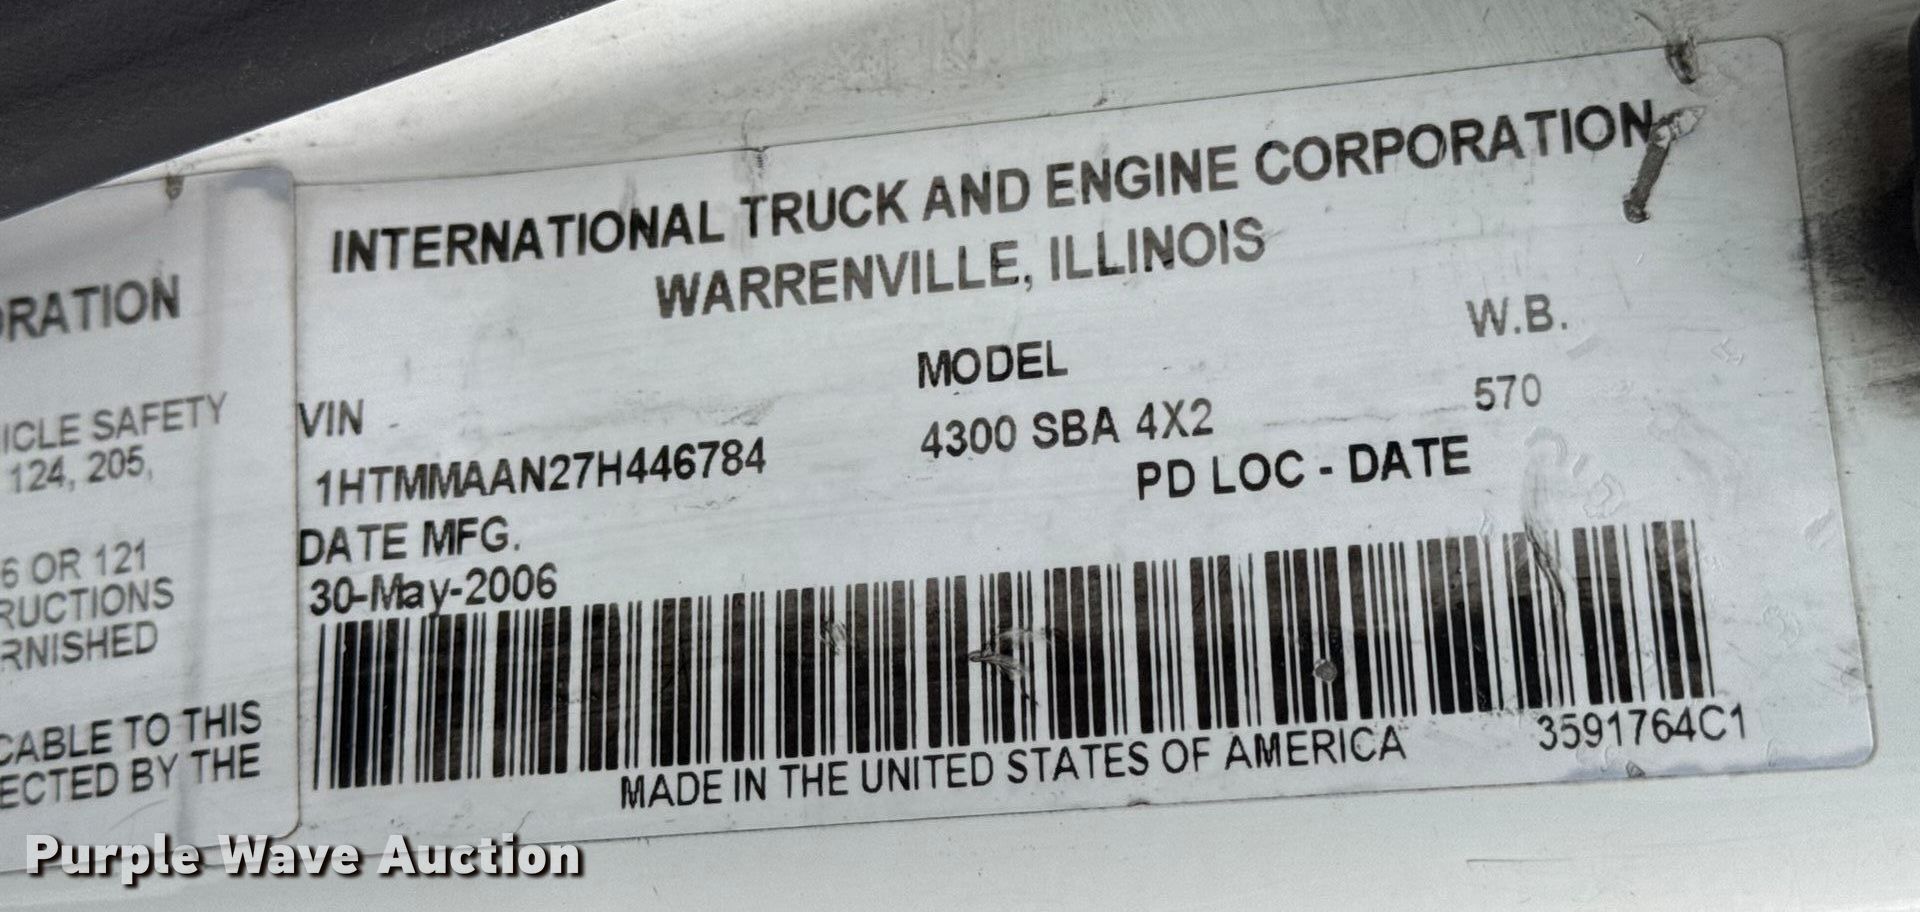 INTERNATIONAL TRUCK AND ENGINE CORPORATION
WARRENVILLE, ILLINOIS
VIN MODEL W.B.
1HTMMAAN27H446784 4300 SBA 4X2 570
DATE MFG. PD LOC - DATE
30-May-2006
MADE IN THE UNITED STATES OF AMERICA 3591764C1
ORATION
ICLE SAFETY
124, 205,
6 OR 121
RUCTIONS
RNISHED
CABLE TO THIS
ECTED BY THE
Purple Wave Auction